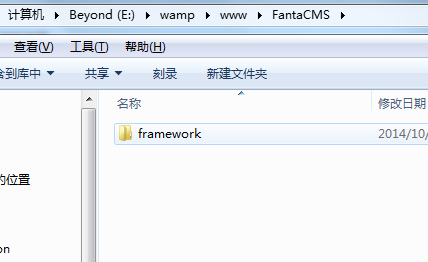 计算机 ▸ Beyond (E:) ▸ wamp ▸ www ▸ FantaCMS ▸
查看(V) 工具(T) 帮助(H)
含到库中 共享 刻录 新建文件夹
名称 修改日期
framework 2014/10/
的位置
on